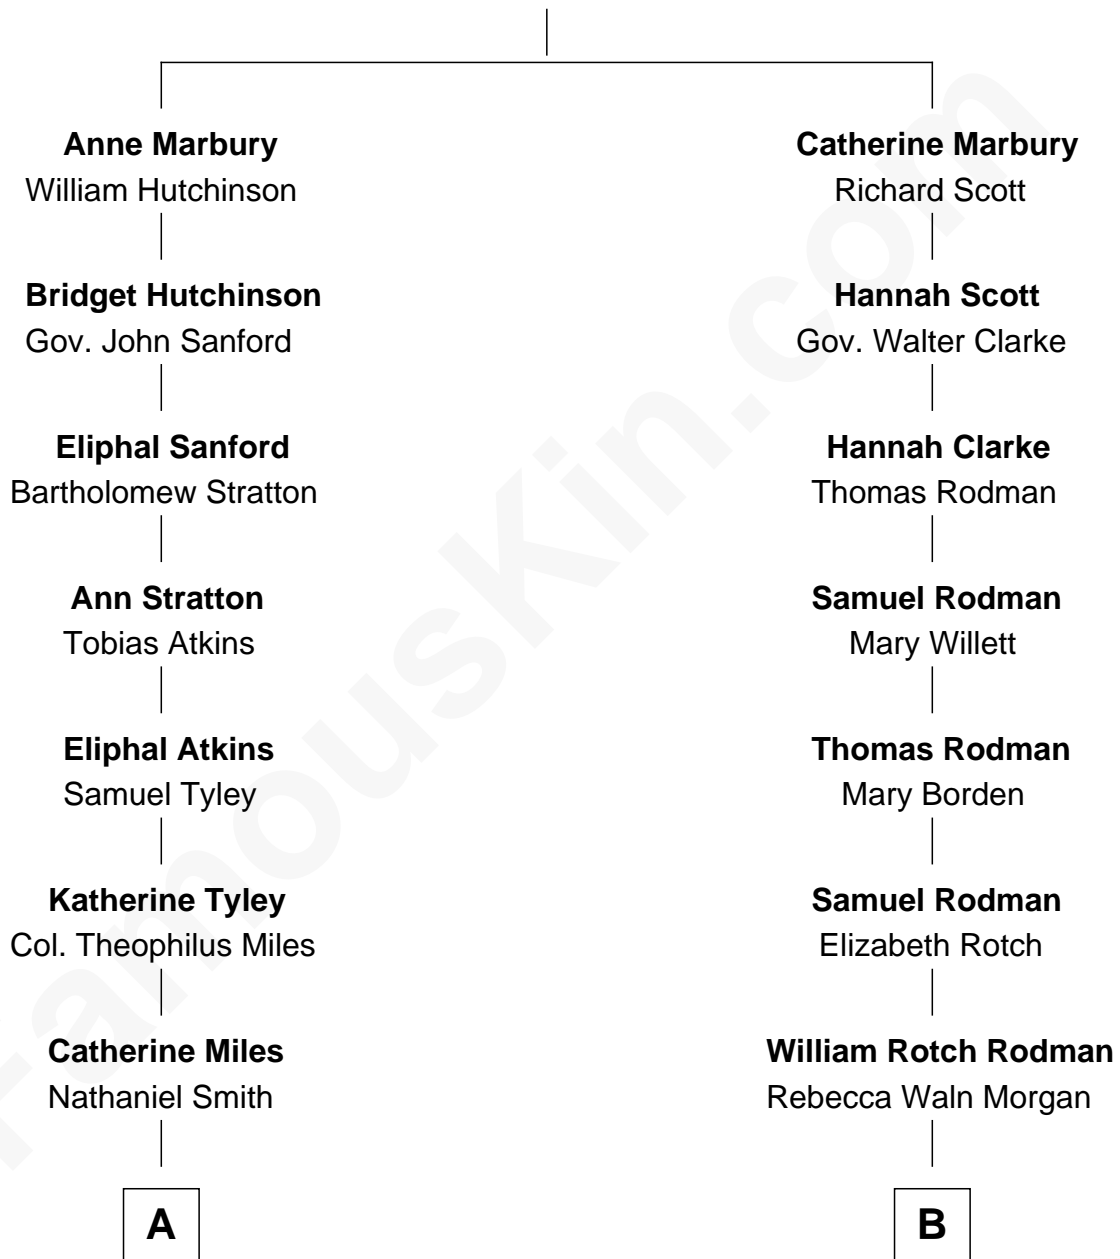 Anne Marbury
William Hutchinson
Catherine Marbury
Richard Scott
Bridget Hutchinson
Gov. John Sanford
Hannah Scott
Gov. Walter Clarke
Eliphal Sanford
Bartholomew Stratton
Hannah Clarke
Thomas Rodman
Ann Stratton
Tobias Atkins
Samuel Rodman
Mary Willett
Eliphal Atkins
Samuel Tyley
Thomas Rodman
Mary Borden
Katherine Tyley
Col. Theophilus Miles
Samuel Rodman
Elizabeth Rotch
Catherine Miles
Nathaniel Smith
William Rotch Rodman
Rebecca Waln Morgan
A
B
FamousKin.com